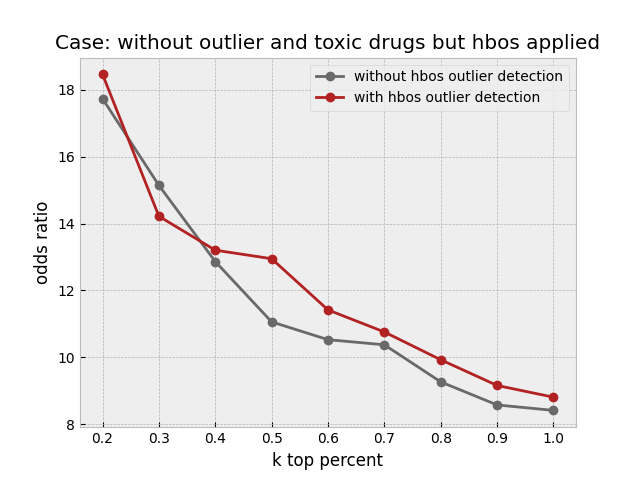 Case: without outlier and toxic drugs but hbos applied
without hbos outlier detection
with hbos outlier detection
odds ratio
18
16
14
12
10
8
0.2 0.3 0.4 0.5 0.6 0.7 0.8 0.9 1.0
k top percent